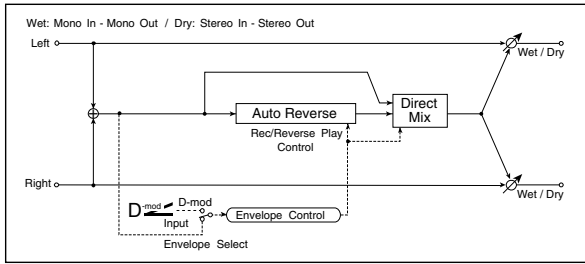 Wet: Mono In - Mono Out / Dry: Stereo In - Stereo Out
Left
Wet / Dry
Auto Reverse
Direct
Mix
Rec/Reverse Play
Control
Right
Wet / Dry
D-mod
D-mod
Input
Envelope Control
Envelope Select